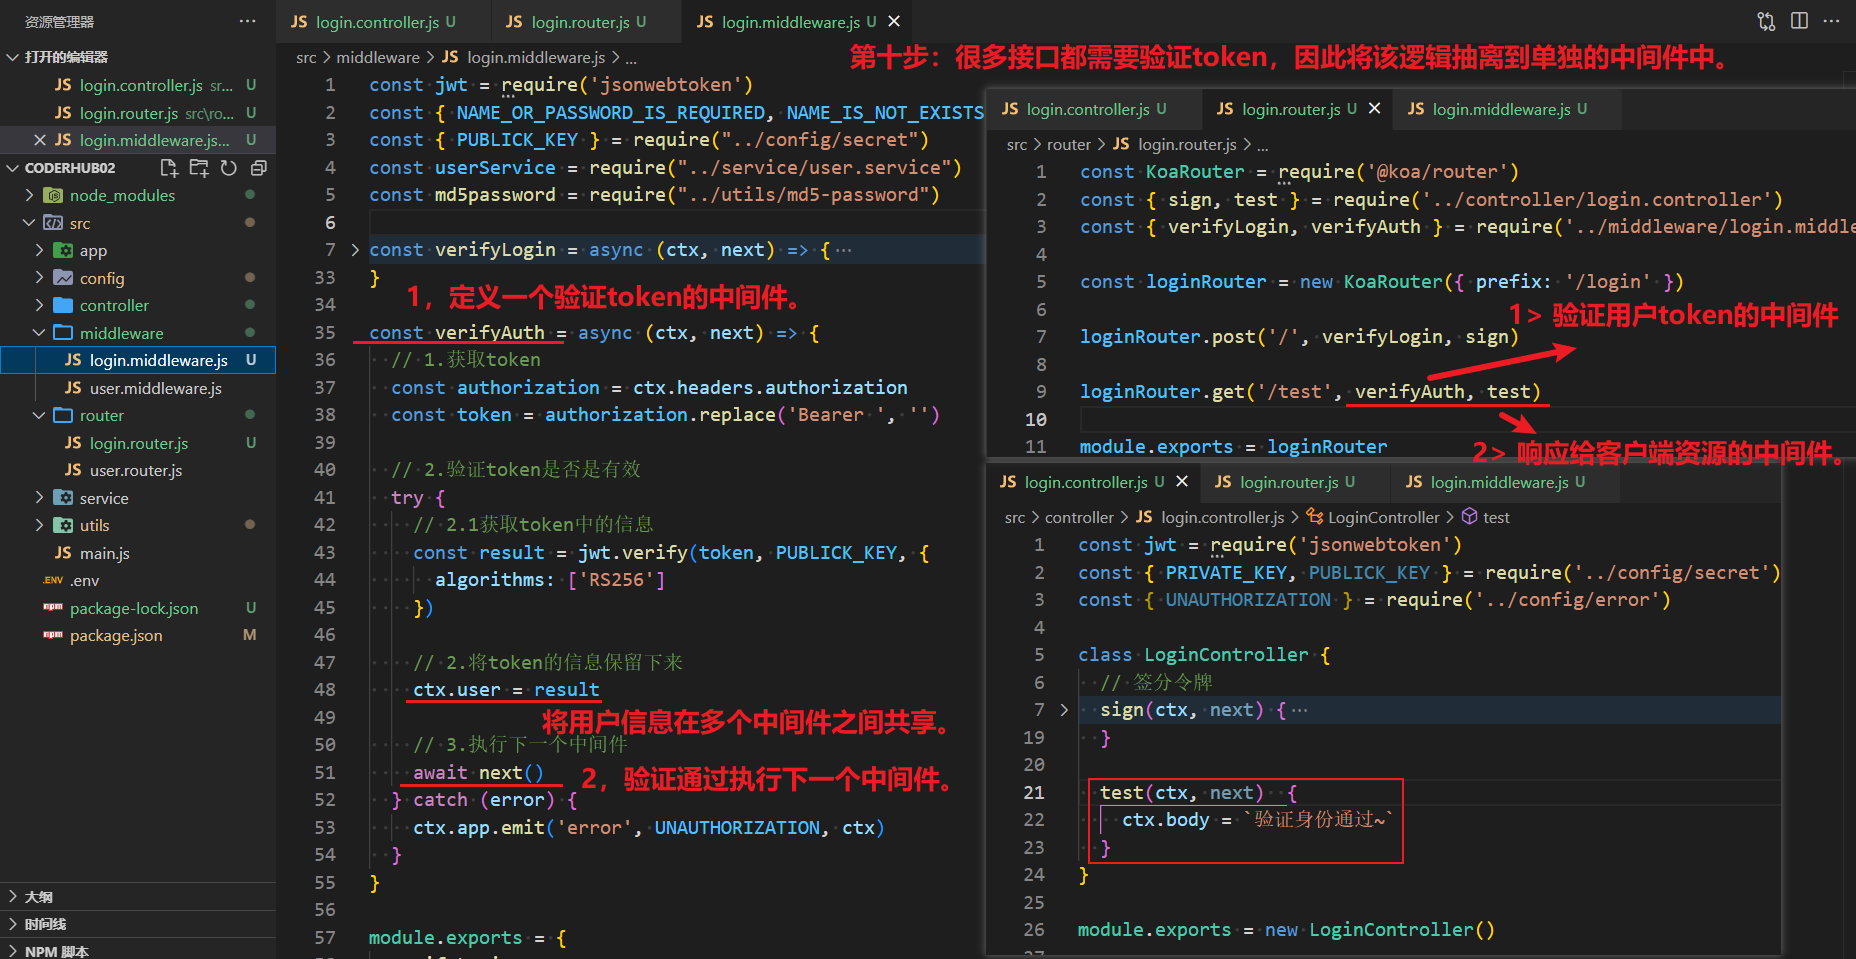 资源管理器 ···
打开的编辑器
JS login.controller.js sr... U
JS login.router.js src\ro... U
JS login.middleware.js... U
CODERHUB02
node_modules
src
app
config
controller
middleware
JS login.middleware.js U
JS user.middleware.js
router
JS login.router.js U
JS user.router.js
service
utils
JS main.js
.ENV .env
npm package-lock.json U
npm package.json M
大纲
时间线
NPM 脚本
JS login.controller.js U JS login.router.js U JS login.middleware.js U
第十步：很多接口都需要验证token，因此将该逻辑抽离到单独的中间件中。
src > middleware > JS login.middleware.js > ...
1 const jwt = require('jsonwebtoken')
2 const { NAME_OR_PASSWORD_IS_REQUIRED, NAME_IS_NOT_EXISTS
3 const { PUBLICK_KEY } = require("../config/secret")
4 const userService = require("../service/user.service")
5 const md5password = require("../utils/md5-password")
6
7 const verifyLogin = async (ctx, next) => { ···
33 }
34
1，定义一个验证token的中间件。
35 const verifyAuth = async (ctx, next) => {
36 // 1.获取token
37 const authorization = ctx.headers.authorization
38 const token = authorization.replace('Bearer ', '')
39
40 // 2.验证token是否是有效
41 try {
42 // 2.1获取token中的信息
43 const result = jwt.verify(token, PUBLICK_KEY, {
44 algorithms: ['RS256']
45 })
46
47 // 2.将token的信息保留下来
48 ctx.user = result
49
将用户信息在多个中间件之间共享。
50 // 3.执行下一个中间件
51 await next()
2，验证通过执行下一个中间件。
52 } catch (error) {
53 ctx.app.emit('error', UNAUTHORIZATION, ctx)
54 }
55 }
56
57 module.exports = {
JS login.controller.js U JS login.router.js U JS login.middleware.js U
src > router > JS login.router.js > ...
1 const KoaRouter = require('@koa/router')
2 const { sign, test } = require('../controller/login.controller')
3 const { verifyLogin, verifyAuth } = require('../middleware/login.middle
4
5 const loginRouter = new KoaRouter({ prefix: '/login' })
6
1> 验证用户token的中间件
7 loginRouter.post('/', verifyLogin, sign)
8
9 loginRouter.get('/test', verifyAuth, test)
10
11 module.exports = loginRouter
2> 响应给客户端资源的中间件。
JS login.controller.js U JS login.router.js U JS login.middleware.js U
src > controller > JS login.controller.js > LoginController > test
1 const jwt = require('jsonwebtoken')
2 const { PRIVATE_KEY, PUBLICK_KEY } = require('../config/secret')
3 const { UNAUTHORIZATION } = require('../config/error')
4
5 class LoginController {
6 // 签分令牌
7 sign(ctx, next) { ···
19 }
20
21 test(ctx, next) {
22 ctx.body = `验证身份通过~`
23 }
24 }
25
26 module.exports = new LoginController()